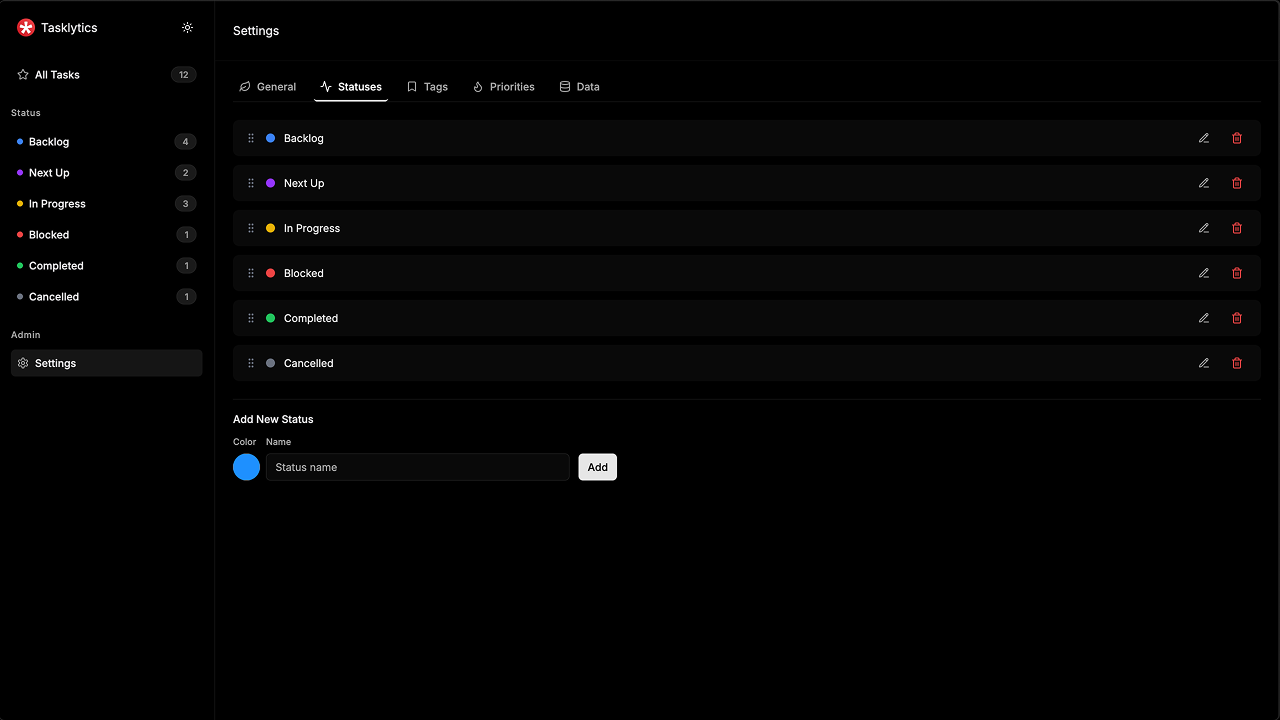 Tasklytics
All Tasks 12
Status
Backlog 4
Next Up 2
In Progress 3
Blocked 1
Completed 1
Cancelled 1
Admin
Settings
Settings
General Statuses Tags Priorities Data
Backlog
Next Up
In Progress
Blocked
Completed
Cancelled
Add New Status
Color Name
Status name Add